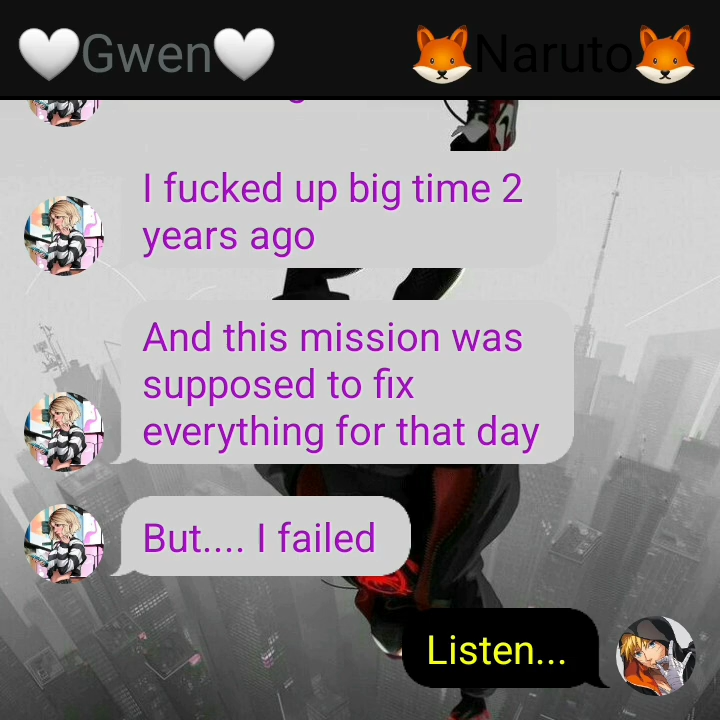 🤍Gwen🤍 🦊Naruto🦊
I fucked up big time 2
years ago
And this mission was
supposed to fix
everything for that day
But.... I failed
Listen...